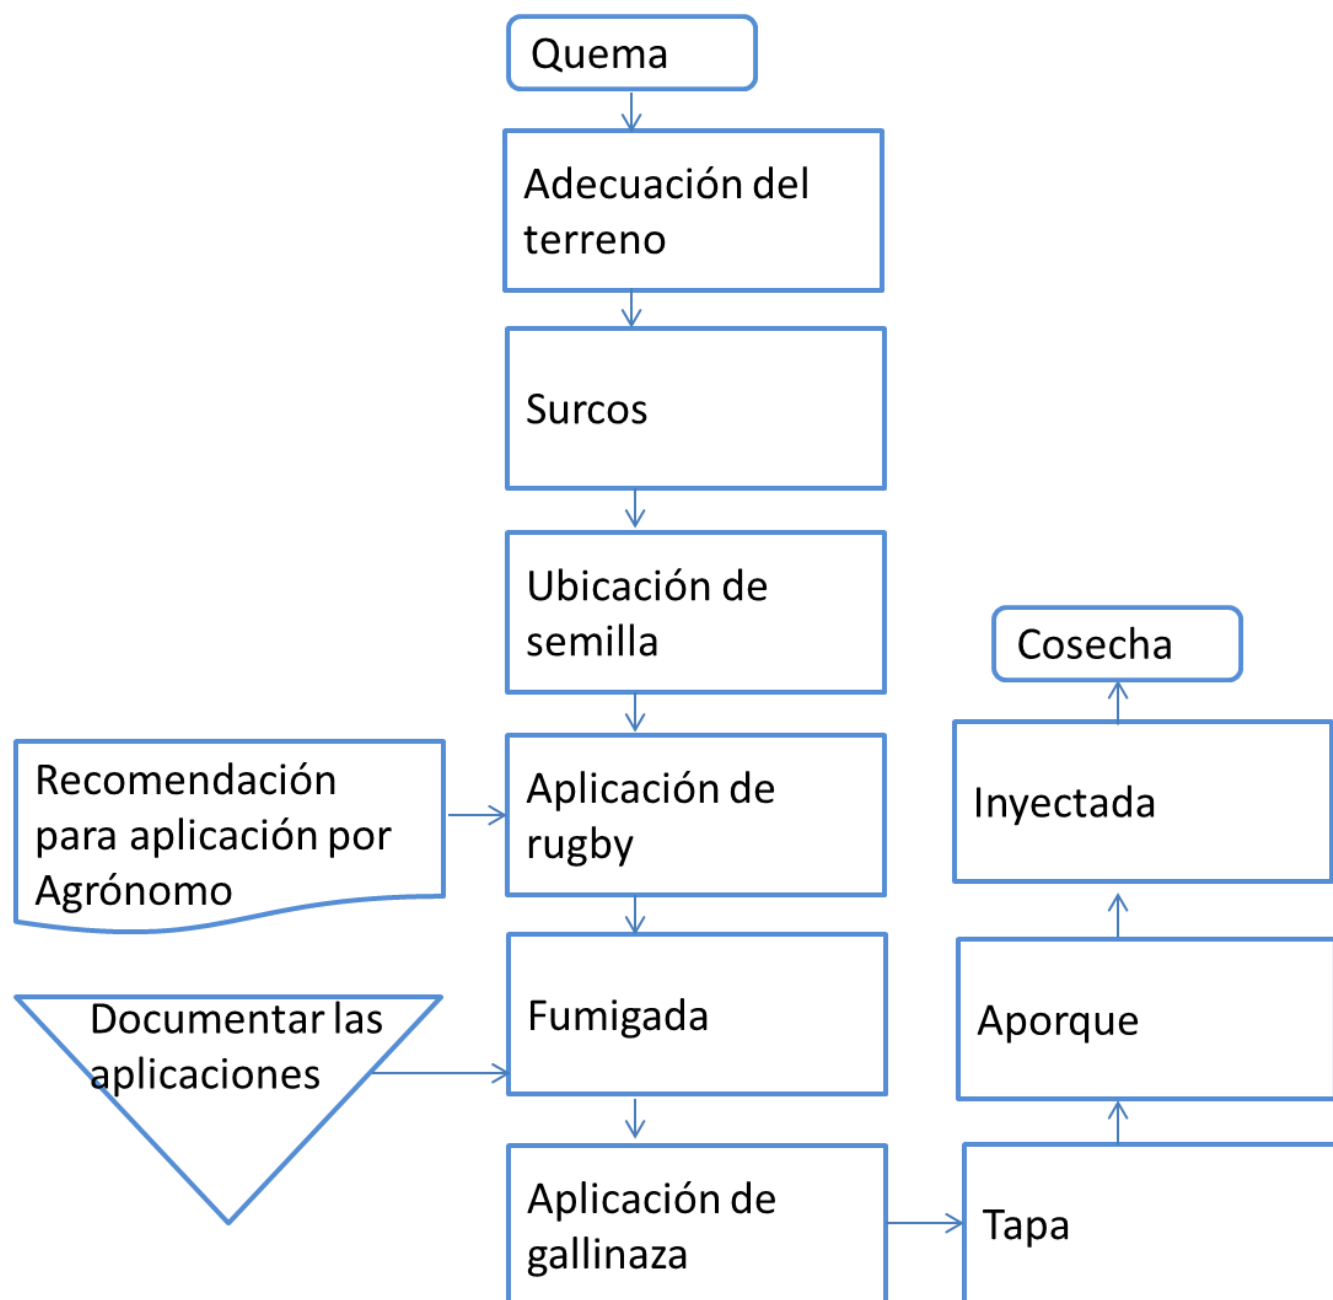 Quema
Adecuación del
terreno
Surcos
Ubicación de
semilla
Recomendación
para aplicación por
Agrónomo
Aplicación de
rugby
Documentar las
aplicaciones
Fumigada
Aplicación de
gallinaza
Tapa
Aporque
Inyectada
Cosecha